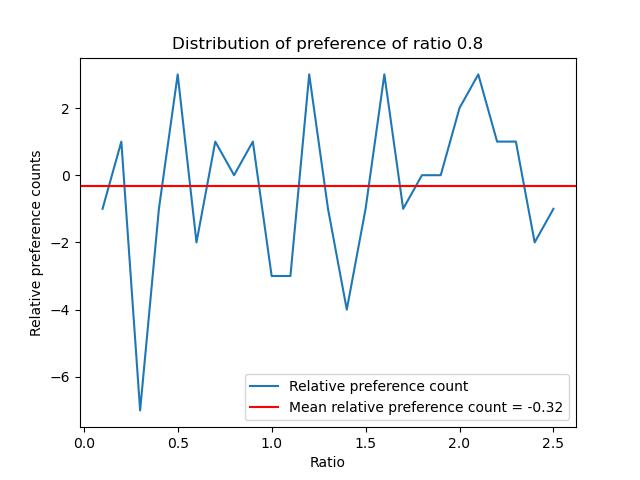 Distribution of preference of ratio 0.8
Relative preference counts
2
0
−2
−4
−6
Relative preference count
Mean relative preference count = -0.32
0.0 0.5 1.0 1.5 2.0 2.5
Ratio